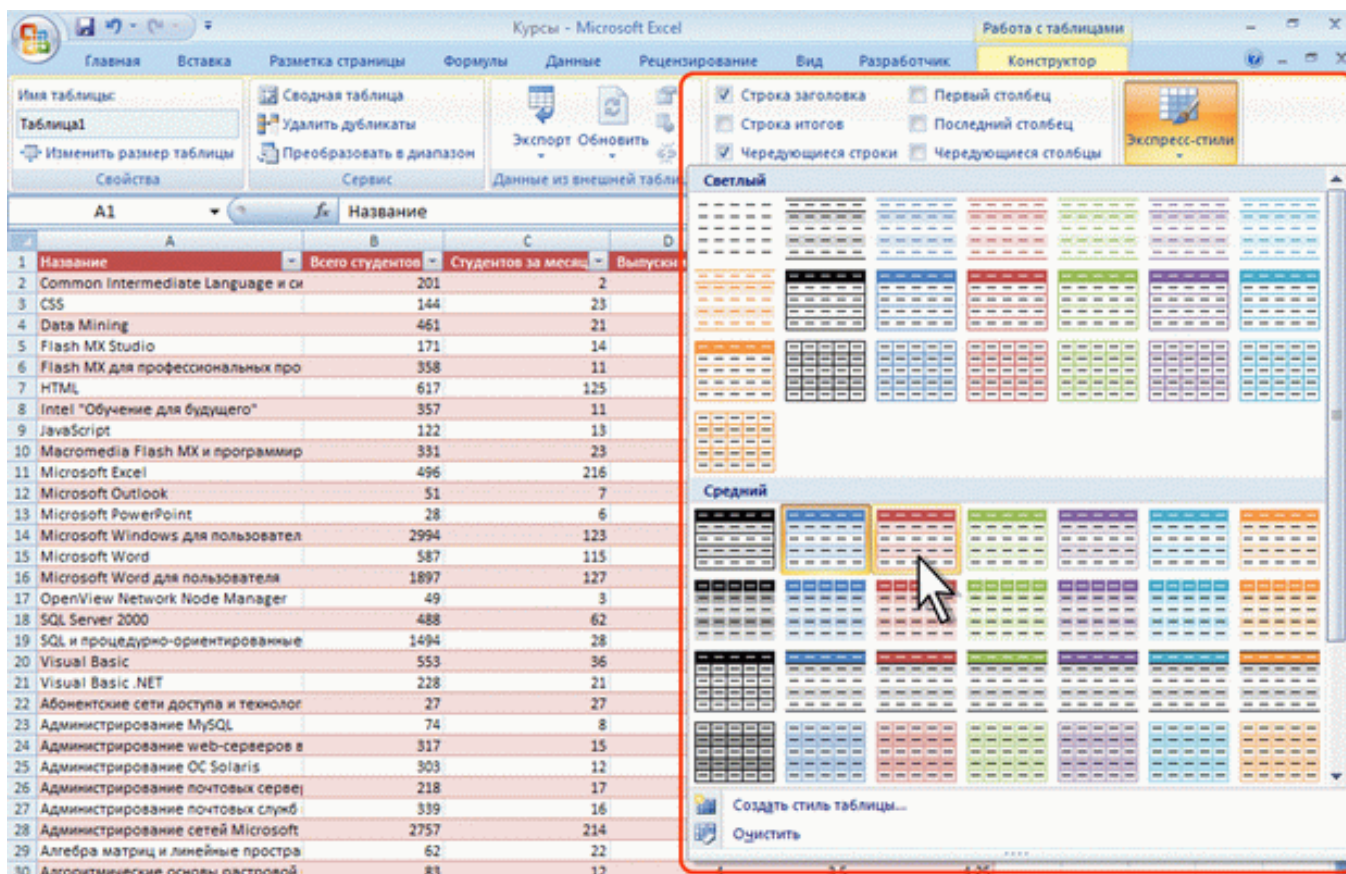 Курсы - Microsoft Excel
Работа с таблицами
Главная Вставка Разметка страницы Формулы Данные Рецензирование Вид Разработчик Конструктор
Имя таблицы:
Таблица1
Изменить размер таблицы
Свойства
Сводная таблица
Удалить дубликаты
Преобразовать в диапазон
Сервис
Экспорт Обновить
Данные из внешней
Строка заголовка
Строка итогов
Чередующиеся строки
Первый столбец
Последний столбец
Чередующиеся столбцы
Экспресс-стили
A1 fx Название
A B C D
1 Название Всего студентов Студентов за месяц
2 Common Intermediate Language и 201 2
3 CSS 144 23
4 Data Mining 461 21
5 Flash MX Studio 171 14
6 Flash MX для профессиональных про 358 11
7 HTML 617 125
8 Intel "Обучение для будущего" 357 11
9 JavaScript 122 13
10 Macromedia Flash MX и программир 331 23
11 Microsoft Excel 496 216
12 Microsoft Outlook 51 7
13 Microsoft PowerPoint 28 6
14 Microsoft Windows для пользовател 2994 123
15 Microsoft Word 587 115
16 Microsoft Word для пользователя 1897 127
17 OpenView Network Node Manager 49 3
18 SQL Server 2000 488 62
19 SQL и процедурно-ориентированные 1494 28
20 Visual Basic 553 36
21 Visual Basic .NET 228 21
22 Абонентские сети доступа и технолог 27 27
23 Администрирование MySQL 74 8
24 Администрирование web-серверов в 317 15
25 Администрирование ОС Solaris 303 12
26 Администрирование почтовых сервер 218 17
27 Администрирование почтовых служб 339 16
28 Администрирование сетей Microsoft 2757 214
29 Алгебра матриц и линейные простра 62 22
30 Алгоритмические основы растровой 83 12
Светлый
Средний
Создать стиль таблицы...
Очистить